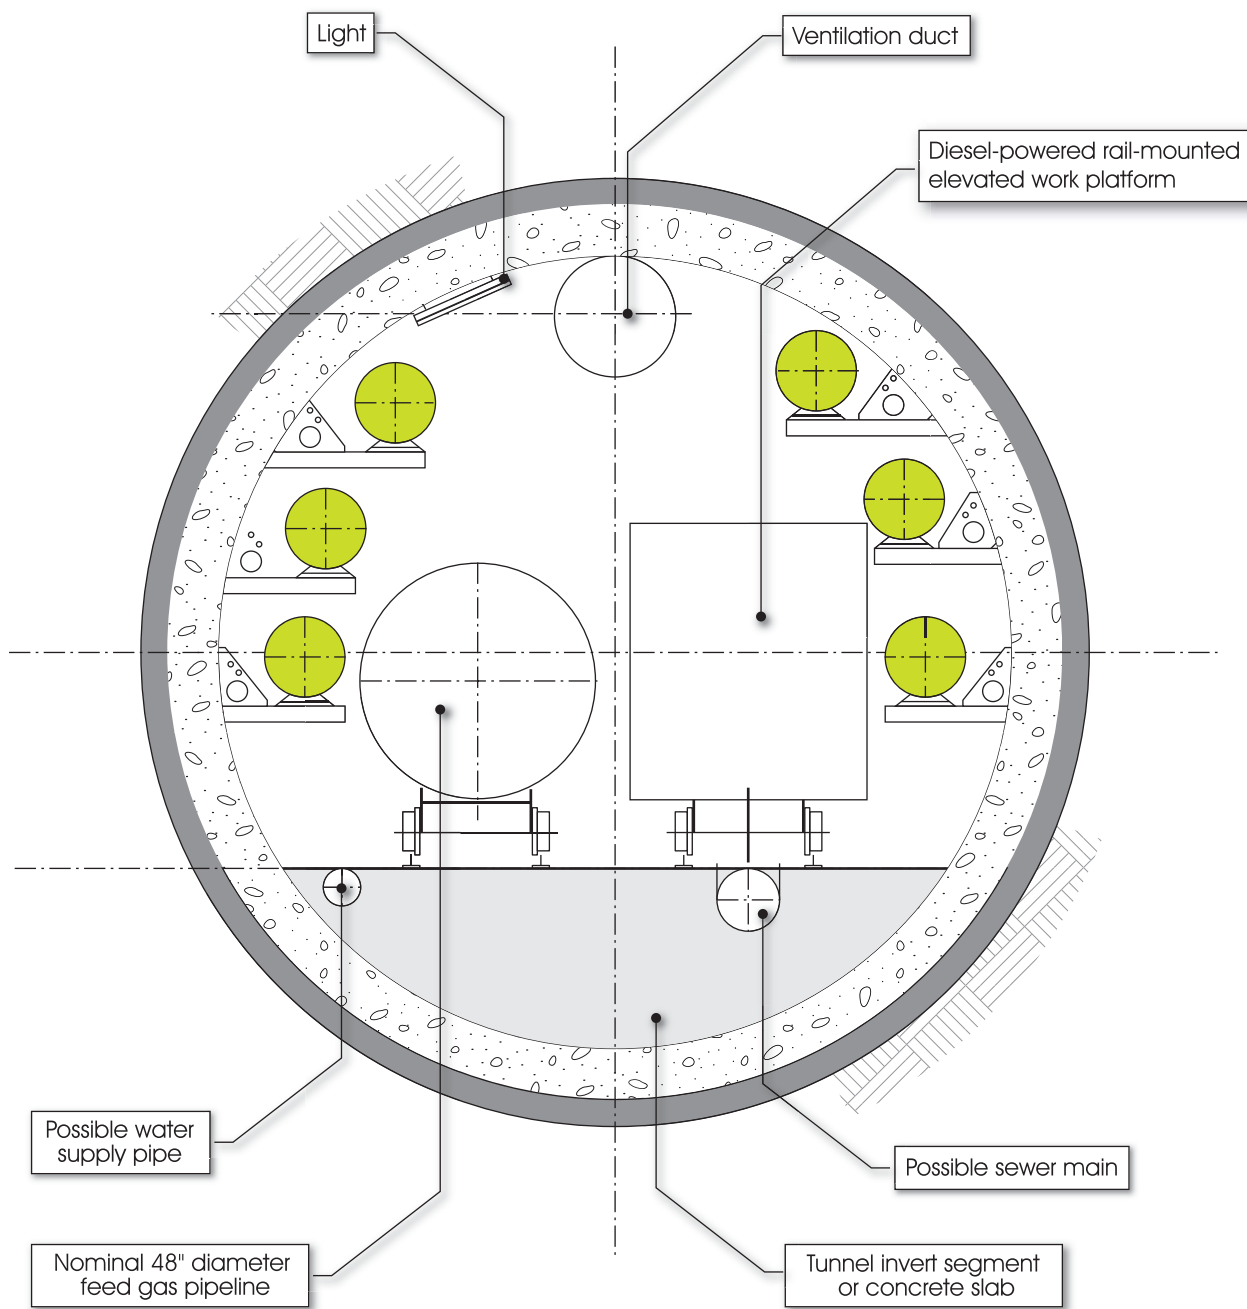 Light
Ventilation duct
Diesel-powered rail-mounted
elevated work platform
Possible water
supply pipe
Possible sewer main
Nominal 48" diameter
feed gas pipeline
Tunnel invert segment
or concrete slab